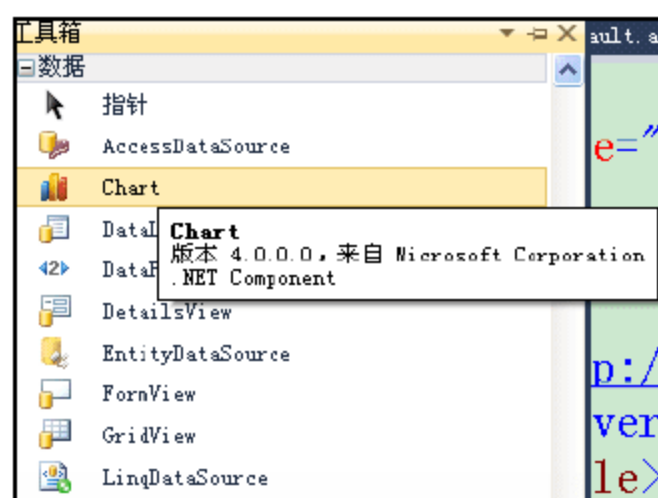 工具箱
ault.a
数据
指针
AccessDataSource
e="
Chart
DataL
Chart
版本 4.0.0.0，来自 Microsoft Corporation
DataP
.NET Component
DetailsView
EntityDataSource
p:/
FormView
ver
GridView
le>
LinqDataSource